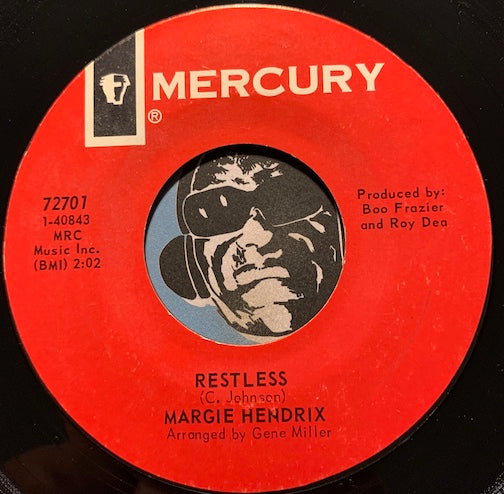 MERCURY
®
72701
1-40843
MRC
Music Inc.
(BMI) 2:02
Produced by:
Boo Frazier
and Roy Dea
RESTLESS
(C. Johnson)
MARGIE HENDRIX
Arranged by Gene Miller